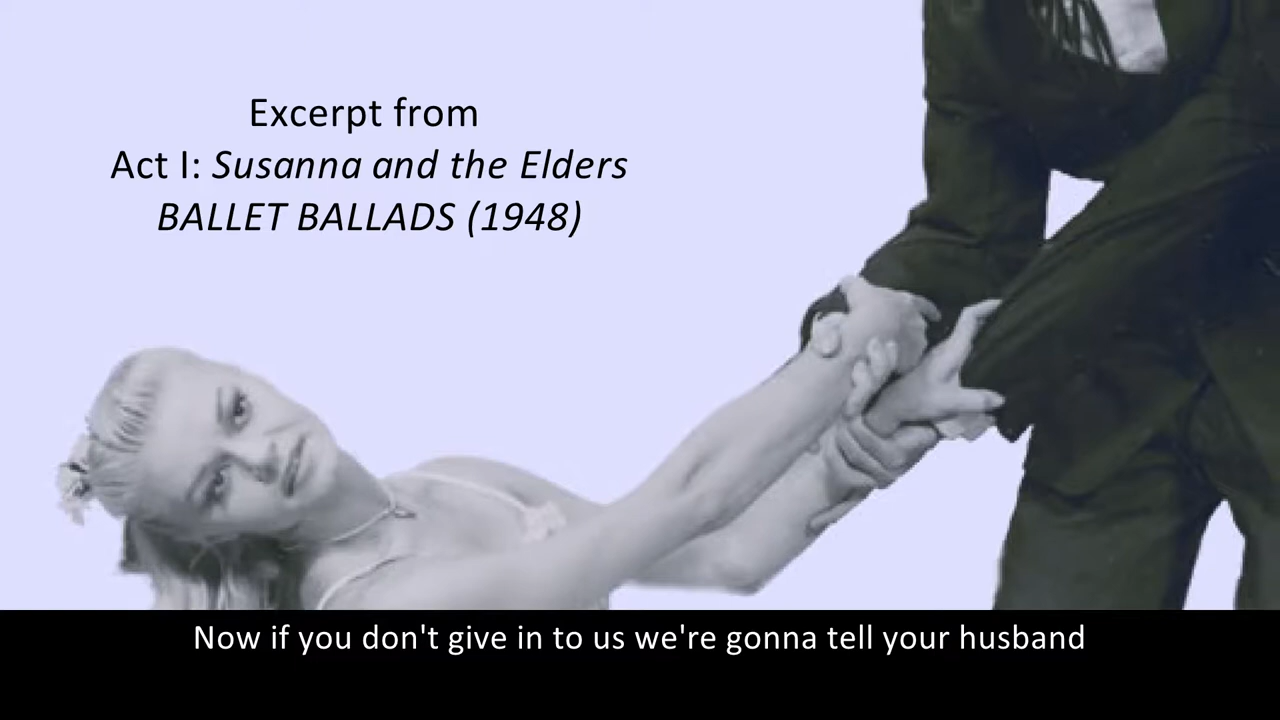 Excerpt from
Act I: Susanna and the Elders
BALLET BALLADS (1948)
Now if you don't give in to us we're gonna tell your husband